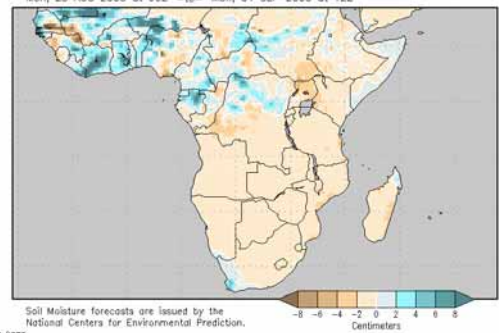 Soil Moisture forecasts are issued by the
National Centers for Environmental Prediction.
-8 -6 -4 -2 0 2 4 6 8
Centimeters